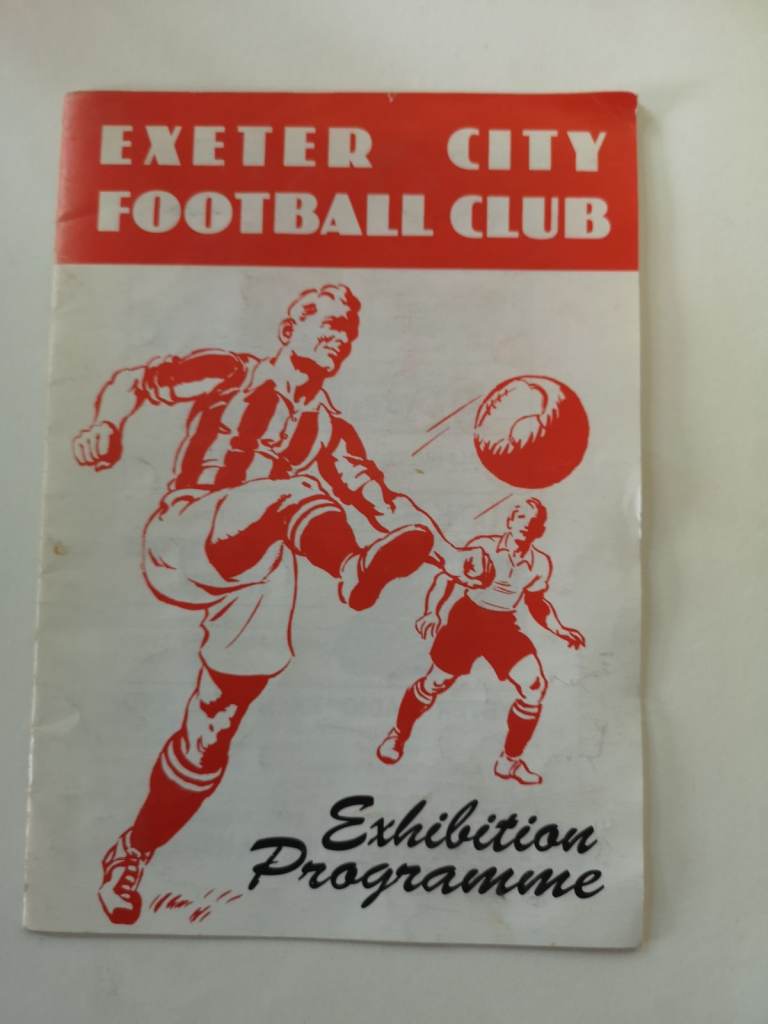 EXETER CITY
FOOTBALL CLUB
Exhibition
Programme